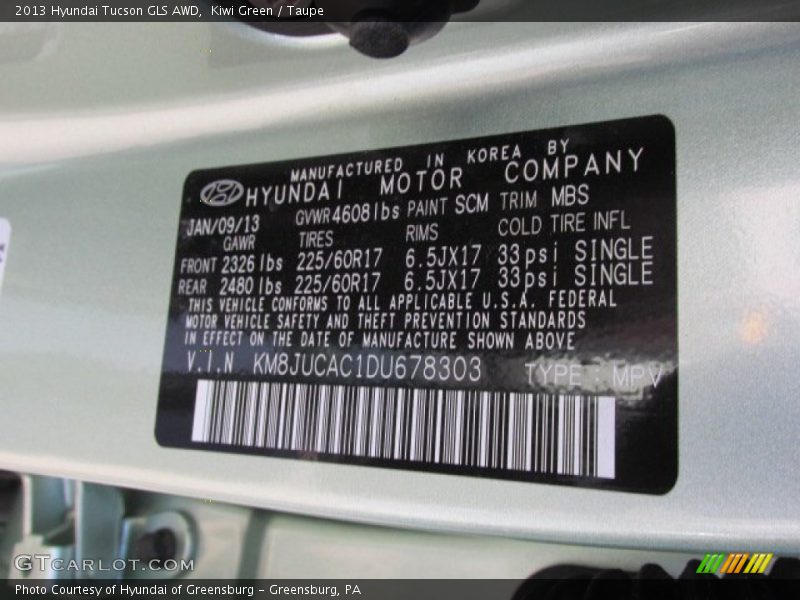 2013 Hyundai Tucson GLS AWD, Kiwi Green / Taupe
MANUFACTURED IN KOREA BY
HYUNDAI MOTOR COMPANY
JAN/09/13 GVWR 4608lbs PAINT SCM TRIM MBS
GAWR TIRES RIMS COLD TIRE INFL
FRONT 2326 lbs 225/60R17 6.5JX17 33psi SINGLE
REAR 2480 lbs 225/60R17 6.5JX17 33psi SINGLE
THIS VEHICLE CONFORMS TO ALL APPLICABLE U.S.A. FEDERAL
MOTOR VEHICLE SAFETY AND THEFT PREVENTION STANDARDS
IN EFFECT ON THE DATE OF MANUFACTURE SHOWN ABOVE
V.I.N KM8JUCAC1DU678303 TYPE : MPV
GTCARLOT.COM
Photo Courtesy of Hyundai of Greensburg - Greensburg, PA